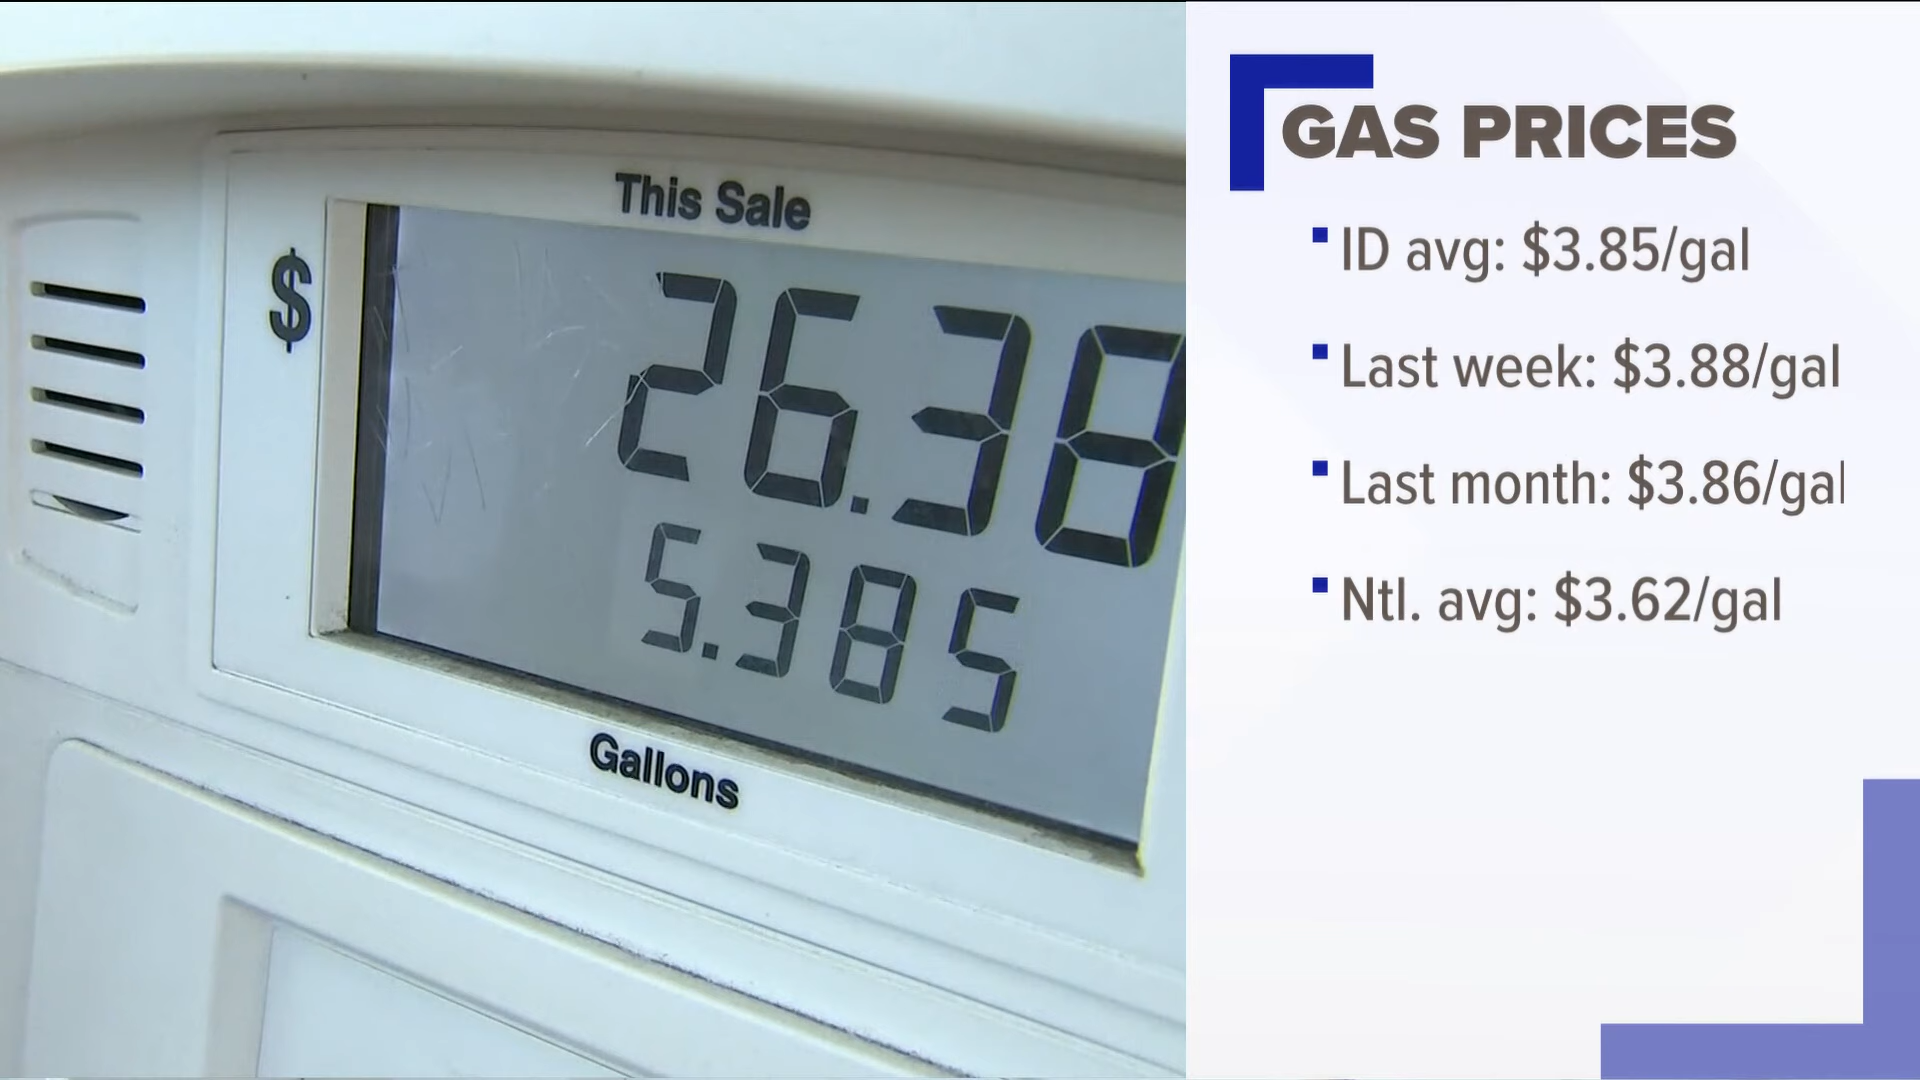 This Sale
$
26.38
5.385
Gallons
GAS PRICES
ID avg: $3.85/gal
Last week: $3.88/gal
Last month: $3.86/gal
Ntl. avg: $3.62/gal